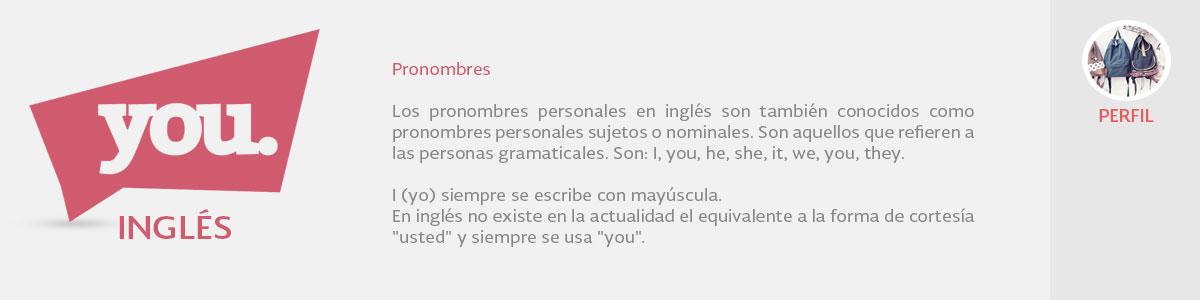 you.
INGLÉS
Pronombres
Los pronombres personales en inglés son también conocidos como
pronombres personales sujetos o nominales. Son aquellos que refieren a
las personas gramaticales. Son: I, you, he, she, it, we, you, they.
I (yo) siempre se escribe con mayúscula.
En inglés no existe en la actualidad el equivalente a la forma de cortesía
"usted" y siempre se usa "you".
PERFIL